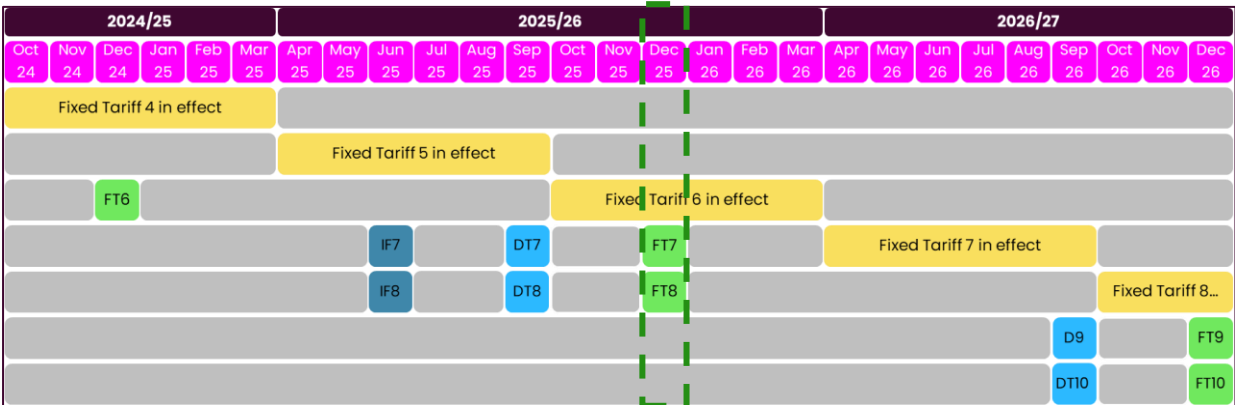 2024/25 2025/26 2026/27
Oct Nov Dec Jan Feb Mar Apr May Jun Jul Aug Sep Oct Nov Dec Jan Feb Mar Apr May Jun Jul Aug Sep Oct Nov Dec
24 24 24 25 25 25 25 25 25 25 25 25 25 25 25 26 26 26 26 26 26 26 26 26 26 26 26
Fixed Tariff 4 in effect
Fixed Tariff 5 in effect
FT6 Fixed Tariff 6 in effect
IF7 DT7 FT7 Fixed Tariff 7 in effect
IF8 DT8 FT8 Fixed Tariff 8...
D9 FT9
DT10 FT10